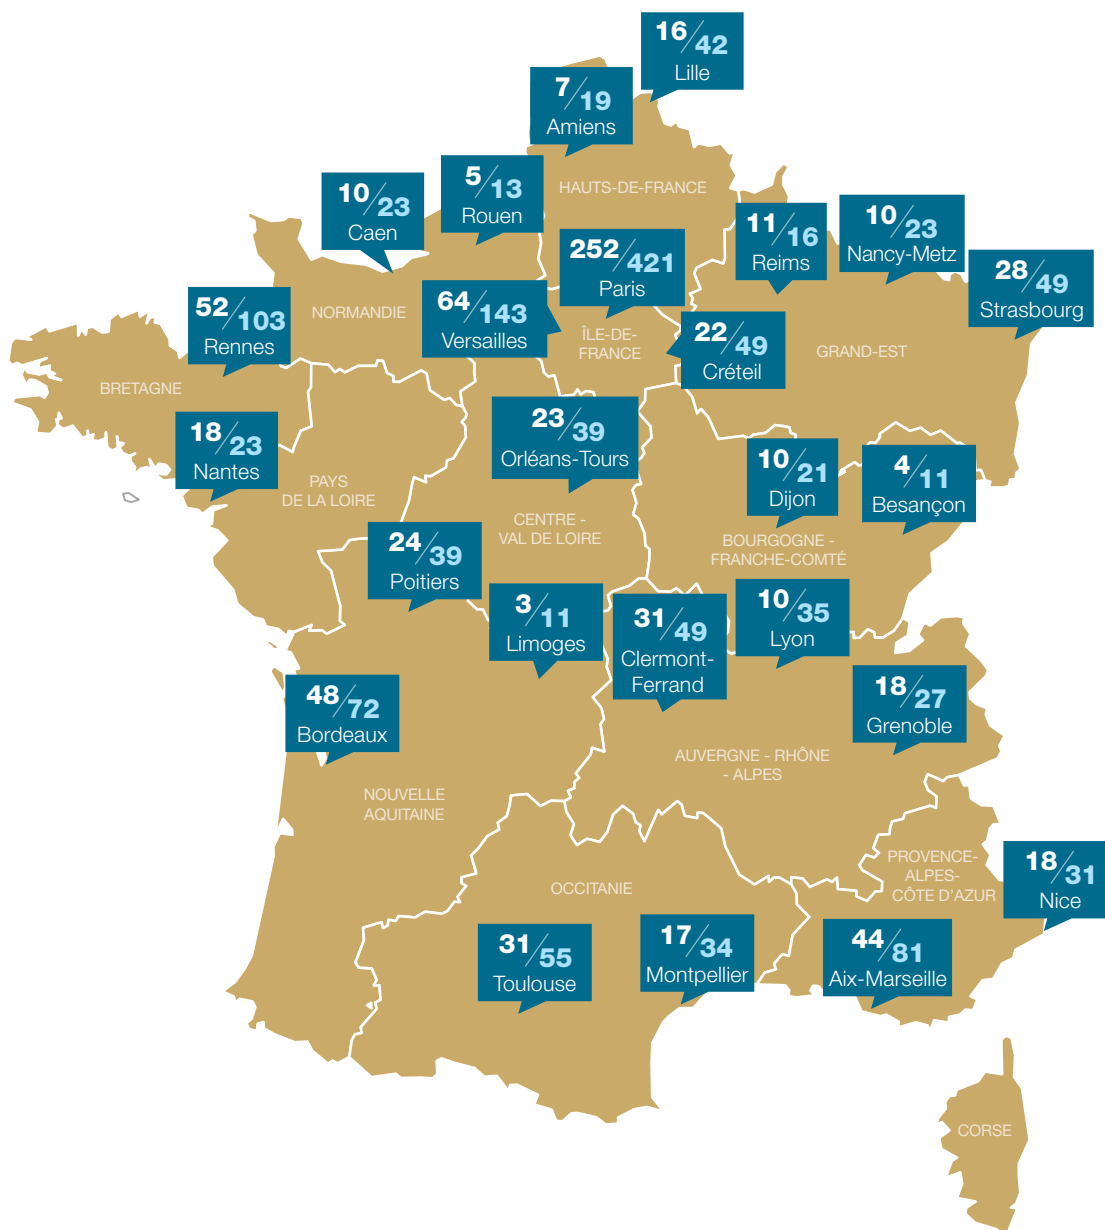 16/42
Lille
7/19
Amiens
HAUTS-DE-FRANCE
5/13
Rouen
10/23
Caen
252/421
Paris
11/16
Reims
10/23
Nancy-Metz
28/49
Strasbourg
52/103
Rennes
NORMANDIE
64/143
Versailles
ÎLE-DE-
FRANCE
22/49
Créteil
GRAND-EST
BRETAGNE
18/23
Nantes
PAYS
DE LA LOIRE
23/39
Orléans-Tours
CENTRE -
VAL DE LOIRE
10/21
Dijon
4/11
Besançon
BOURGOGNE -
FRANCHE-COMTÉ
24/39
Poitiers
3/11
Limoges
31/49
Clermont-
Ferrand
10/35
Lyon
18/27
Grenoble
48/72
Bordeaux
AUVERGNE - RHÔNE
- ALPES
NOUVELLE
AQUITAINE
PROVENCE-
ALPES-
CÔTE D'AZUR
18/31
Nice
OCCITANIE
31/55
Toulouse
17/34
Montpellier
44/81
Aix-Marseille
CORSE